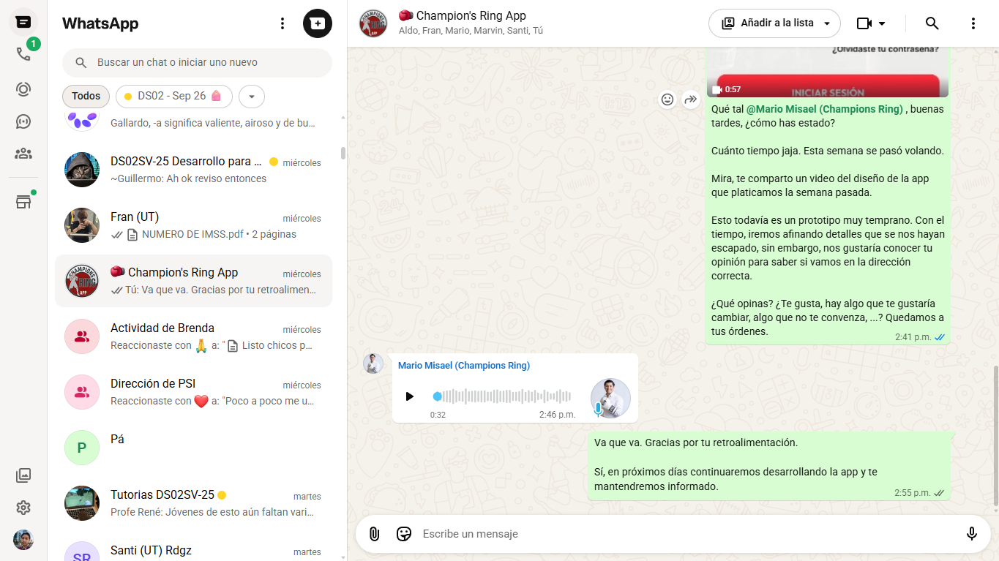 WhatsApp
1
Buscar un chat o iniciar uno nuevo
Todos
DS02 - Sep 26
Gallardo, -a significa valiente, airoso y de bu...
DS02SV-25 Desarrollo para ...
miércoles
~Guillermo: Ah ok reviso entonces
Fran (UT)
miércoles
NUMERO DE IMSS.pdf • 2 páginas
CHAMPIONS
RING
APP
🥊 Champion's Ring App
miércoles
Tú: Va que va. Gracias por tu retroalimen...
Actividad de Brenda
miércoles
Reaccionaste con 🙏 a: " Listo chicos p...
Dirección de PSI
miércoles
Reaccionaste con ❤️ a: "Poco a poco me u...
P
Pá
Tutorias DS02SV-25
martes
Profe René: Jóvenes de esto aún faltan vari...
SR
Santi (UT) Rdgz
martes
CHAMPIONS
RING
APP
🥊 Champion's Ring App
Aldo, Fran, Mario, Marvin, Santi, Tú
Añadir a la lista
¿Olvidaste tu contraseña?
INICIAR SESIÓN
0:57
Qué tal @Mario Misael (Champions Ring) , buenas
tardes, ¿cómo has estado?
Cuánto tiempo jaja. Esta semana se pasó volando.
Mira, te comparto un video del diseño de la app
que platicamos la semana pasada.
Esto todavía es un prototipo muy temprano. Con el
tiempo, iremos afinando detalles que se nos hayan
escapado, sin embargo, nos gustaría conocer tu
opinión para saber si vamos en la dirección
correcta.
¿Qué opinas? ¿Te gusta, hay algo que te gustaría
cambiar, algo que no te convenza, ...? Quedamos a
tus órdenes.
2:41 p.m.
Mario Misael (Champions Ring)
0:32
2:46 p.m.
Va que va. Gracias por tu retroalimentación.
Sí, en próximos días continuaremos desarrollando la app y te
mantendremos informado.
2:55 p.m.
Escribe un mensaje